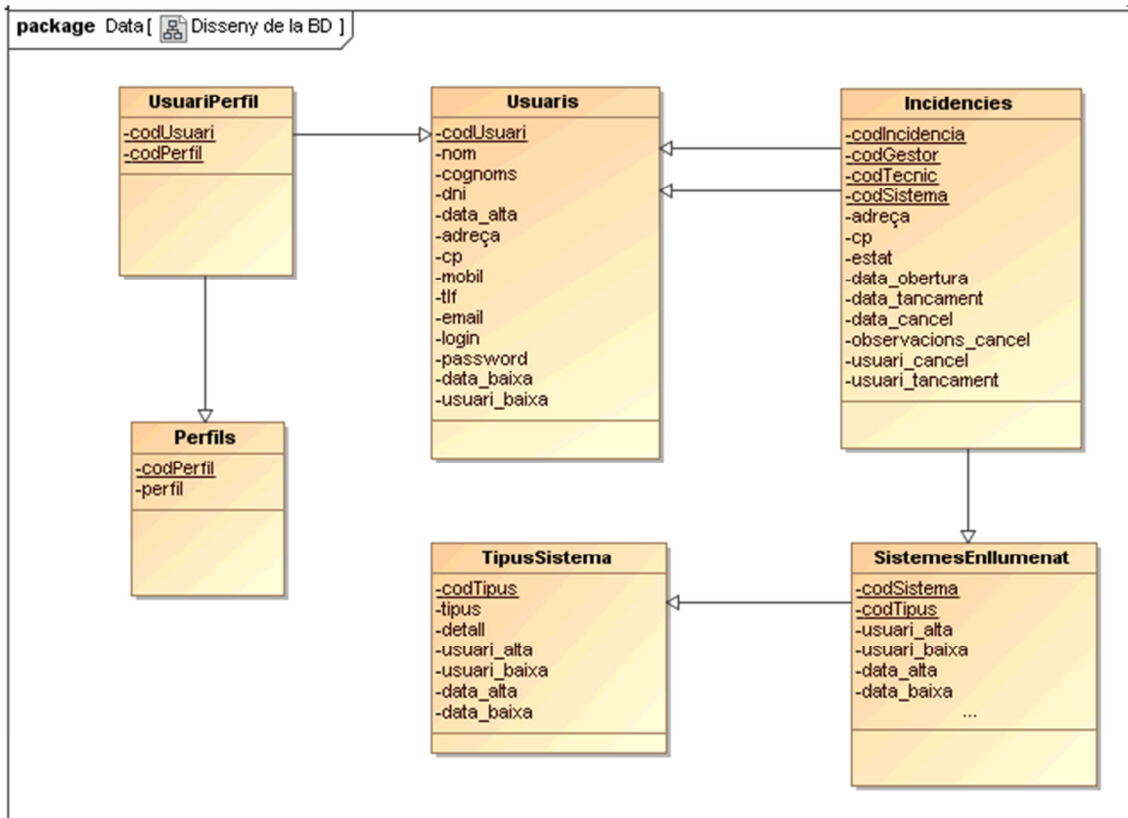 package Data [ Disseny de la BD ]
UsuariPerfil
-codUsuari
-codPerfil
Usuaris
-codUsuari
-nom
-cognoms
-dni
-data_alta
-adreça
-cp
-mobil
-tlf
-email
-login
-password
-data_baixa
-usuari_baixa
Incidencies
-codIncidencia
-codGestor
-codTecnic
-codSistema
-adreça
-cp
-estat
-data_obertura
-data_tancament
-data_cancel
-observacions_cancel
-usuari_cancel
-usuari_tancament
Perfils
-codPerfil
-perfil
TipusSistema
-codTipus
-tipus
-detall
-usuari_alta
-usuari_baixa
-data_alta
-data_baixa
SistemesEnllumenat
-codSistema
-codTipus
-usuari_alta
-usuari_baixa
-data_alta
-data_baixa
...